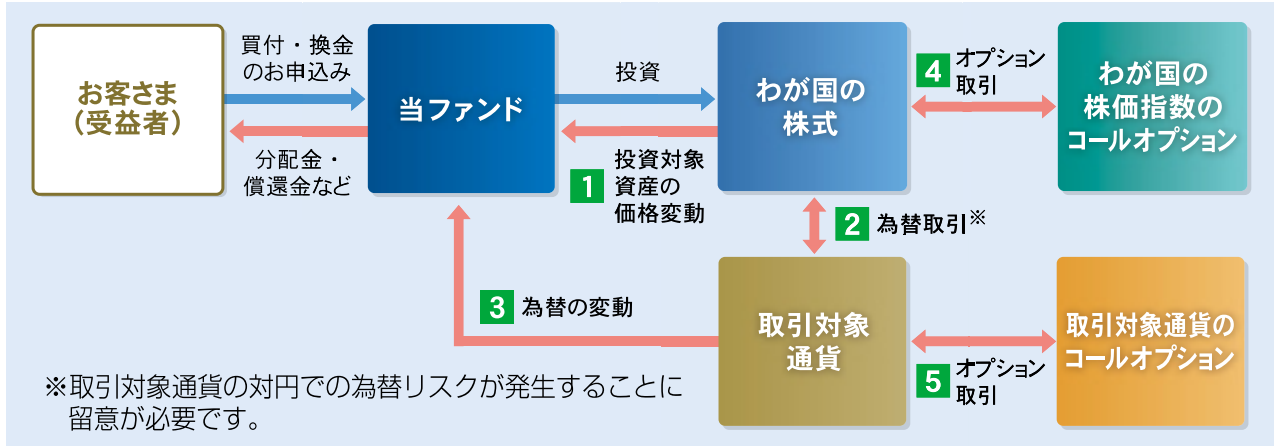 お客さま
（受益者）
買付・換金
のお申込み
分配金・
償還金など
当ファンド
投資
1 投資対象
資産の
価格変動
わが国の
株式
4 オプション
取引
わが国の
株価指数の
コールオプション
2 為替取引※
3 為替の変動
取引対象
通貨
5 オプション
取引
取引対象通貨の
コールオプション
※取引対象通貨の対円での為替リスクが発生することに
留意が必要です。